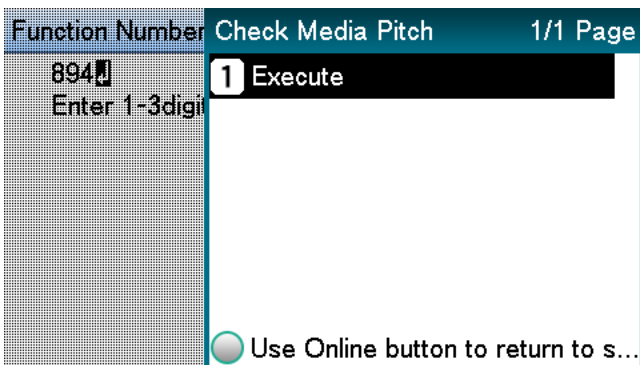 Function Number
894
Enter 1-3digi
Check Media Pitch 1/1 Page
1 Execute
Use Online button to return to s...